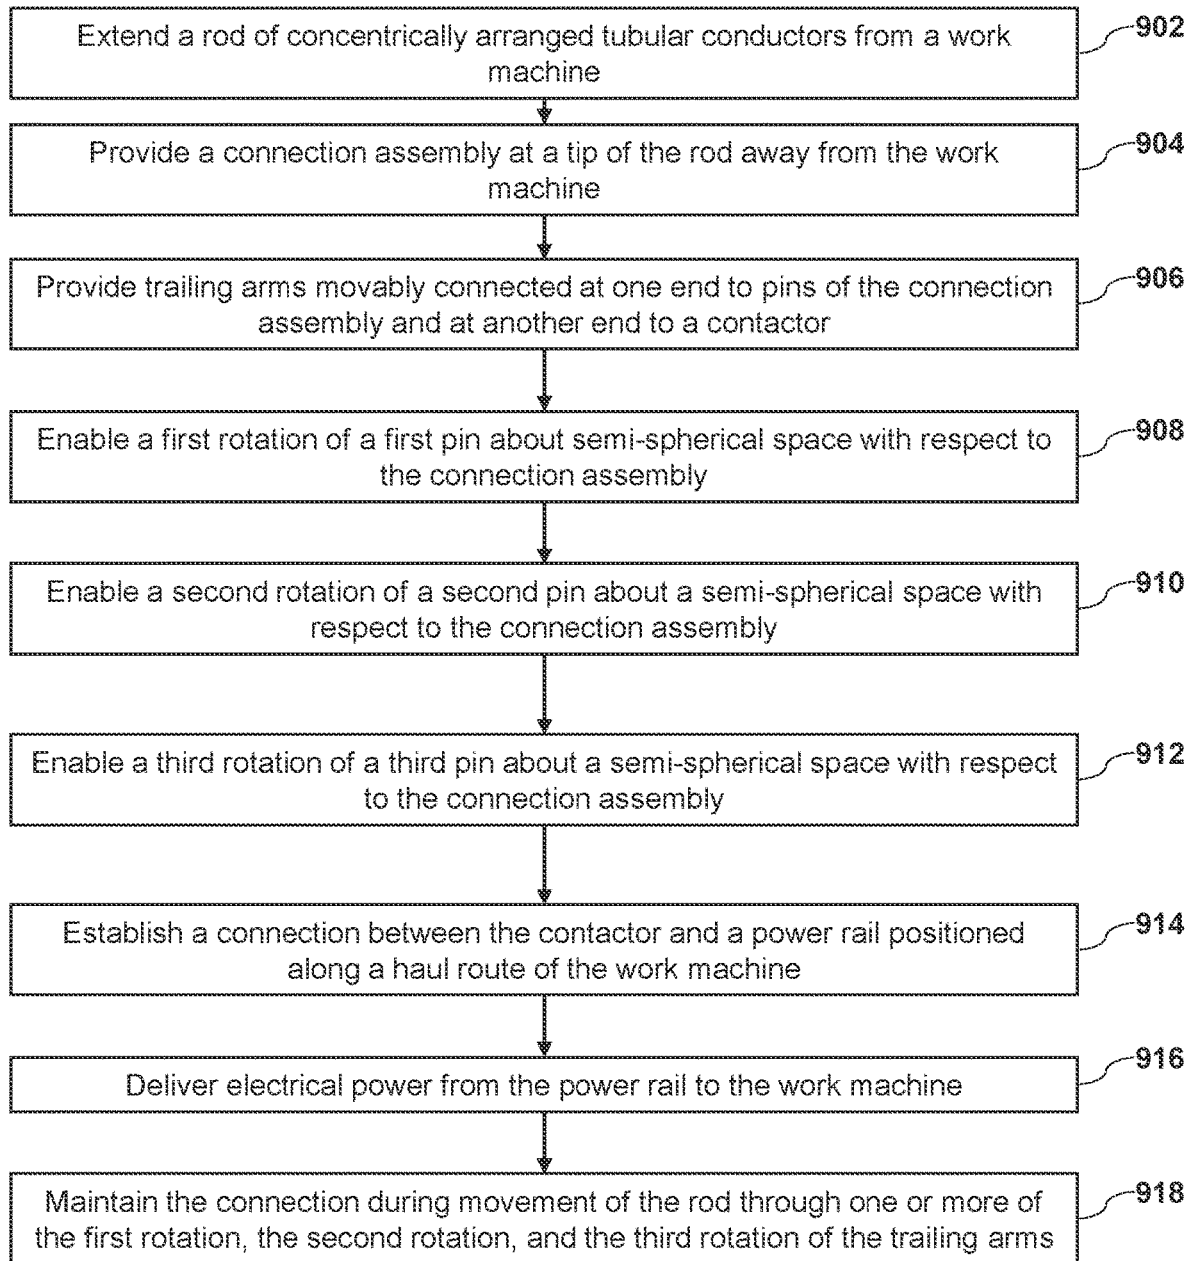 Extend a rod of concentrically arranged tubular conductors from a work
machine
902
Provide a connection assembly at a tip of the rod away from the work
machine
904
Provide trailing arms movably connected at one end to pins of the connection
assembly and at another end to a contactor
906
Enable a first rotation of a first pin about semi-spherical space with respect to
the connection assembly
908
Enable a second rotation of a second pin about a semi-spherical space with
respect to the connection assembly
910
Enable a third rotation of a third pin about a semi-spherical space with respect
to the connection assembly
912
Establish a connection between the contactor and a power rail positioned
along a haul route of the work machine
914
Deliver electrical power from the power rail to the work machine
916
Maintain the connection during movement of the rod through one or more of
the first rotation, the second rotation, and the third rotation of the trailing arms
918